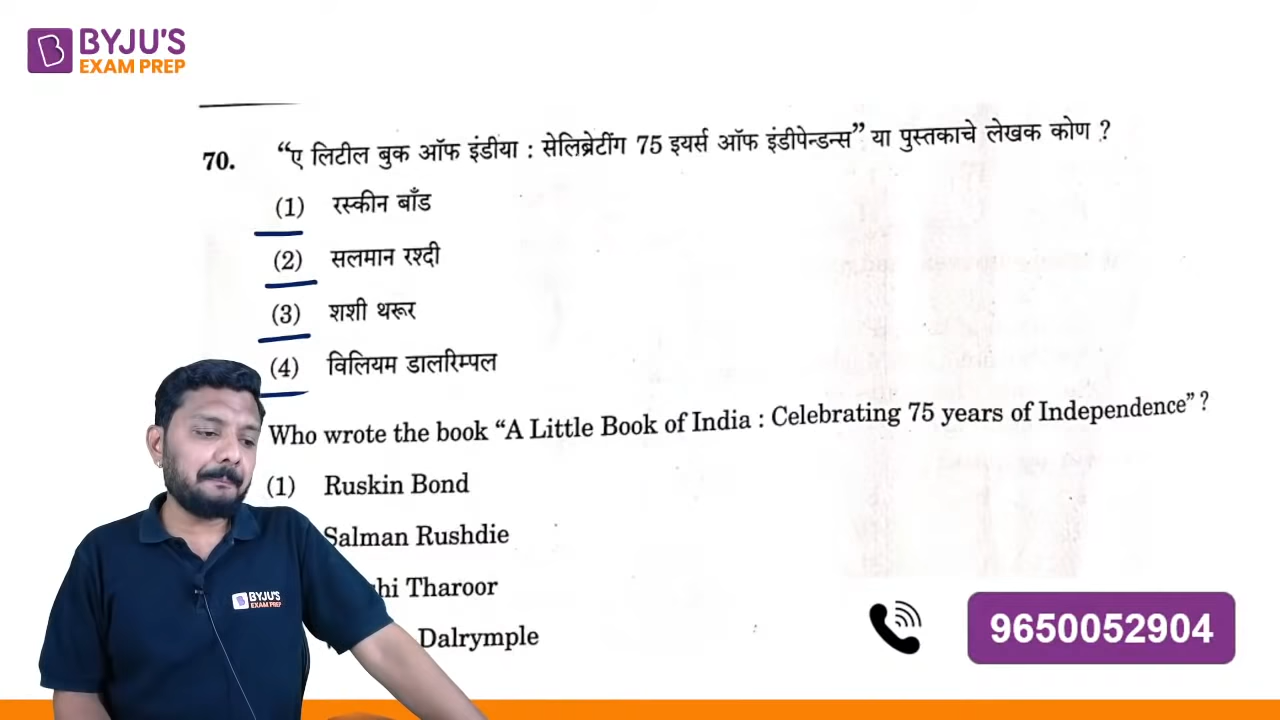 BYJU'S
EXAM PREP
70. “ए लिटील बुक ऑफ इंडीया : सेलिब्रेटींग 75 इयर्स ऑफ इंडीपेन्डन्स” या पुस्तकाचे लेखक कोण ?
(1) रस्कीन बाँड
(2) सलमान रश्दी
(3) शशी थरूर
(4) विलियम डालरिम्पल
Who wrote the book “A Little Book of India : Celebrating 75 years of Independence” ?
(1) Ruskin Bond
Salman Rushdie
Tharoor
Dalrymple
BYJU'S
EXAM PREP
9650052904